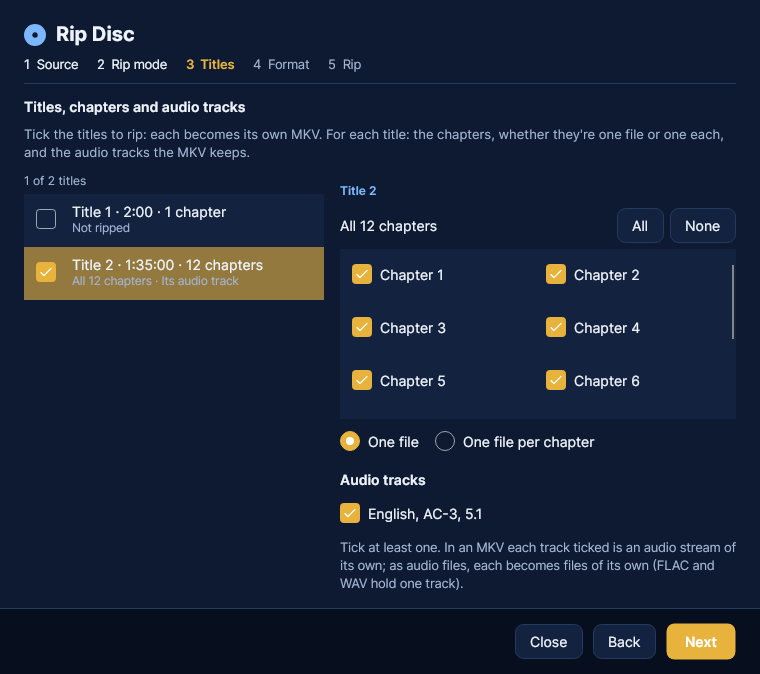 Rip Disc
1 Source 2 Rip mode 3 Titles 4 Format 5 Rip
Titles, chapters and audio tracks
Tick the titles to rip: each becomes its own MKV. For each title: the chapters, whether they're one file or one each,
and the audio tracks the MKV keeps.
1 of 2 titles
Title 1 · 2:00 · 1 chapter
Not ripped
Title 2 · 1:35:00 · 12 chapters
All 12 chapters · Its audio track
Title 2
All 12 chapters
All None
Chapter 1 Chapter 2
Chapter 3 Chapter 4
Chapter 5 Chapter 6
One file One file per chapter
Audio tracks
English, AC-3, 5.1
Tick at least one. In an MKV each track ticked is an audio stream of
its own; as audio files, each becomes files of its own (FLAC and
WAV hold one track).
Close Back Next